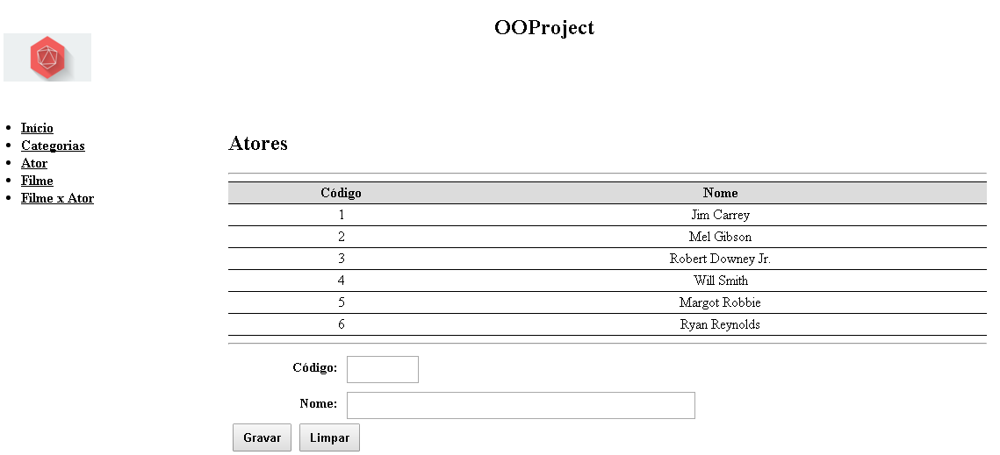 OOProject
Início
Categorias
Ator
Filme
Filme x Ator
Atores
Código Nome
1 Jim Carrey
2 Mel Gibson
3 Robert Downey Jr.
4 Will Smith
5 Margot Robbie
6 Ryan Reynolds
Código:
Nome:
Gravar Limpar